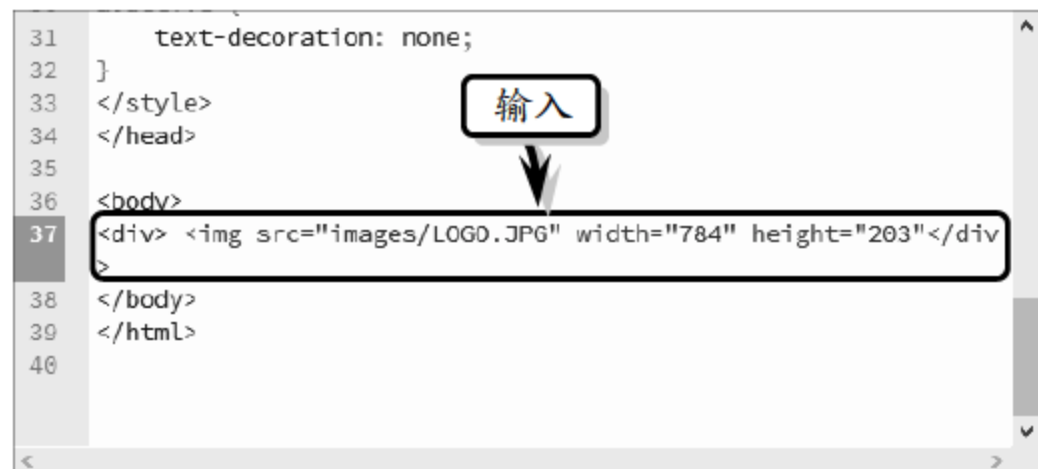 31 text-decoration: none;
32 }
33 </style>
输入
34 </head>
35
36 <body>
37 <div> <img src="images/LOGO.JPG" width="784" height="203"</div
>
38 </body>
39 </html>
40